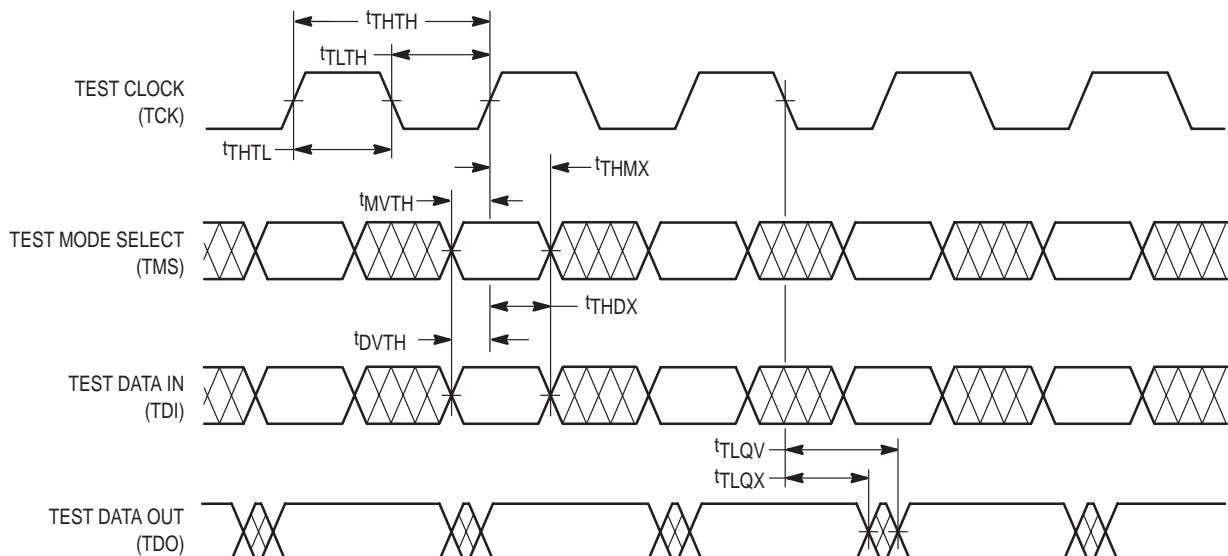 tTHTH
tTLTH
TEST CLOCK
(TCK)
tTHTL
tTHMX
tMVTH
TEST MODE SELECT
(TMS)
tTHDX
tDVTH
TEST DATA IN
(TDI)
tTLQV
tTLQX
TEST DATA OUT
(TDO)